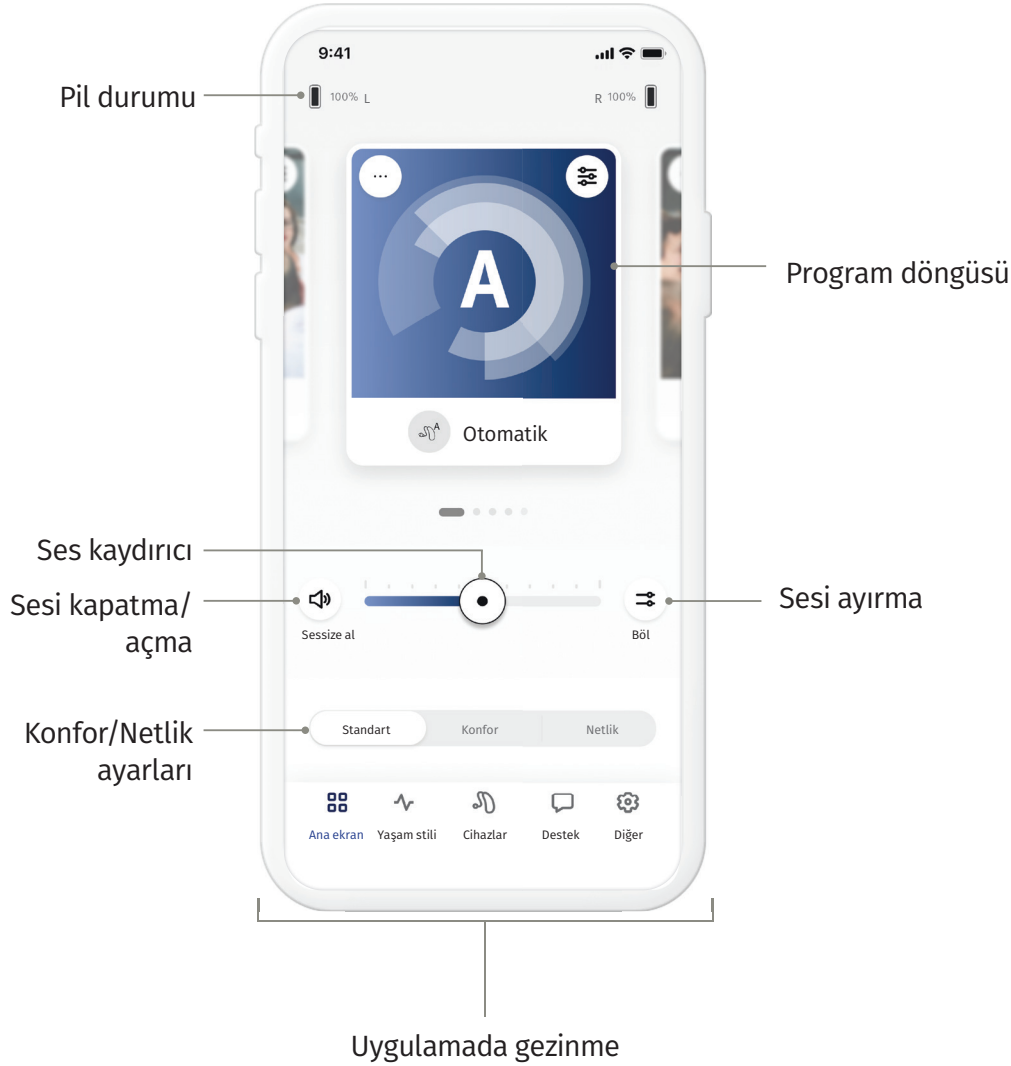 9:41
Pil durumu
100% L
R 100%
...
A
Program döngüsü
A
Otomatik
Ses kaydırıcı
Sesi kapatma/
açma
Sesi ayırma
Sessize al
Böl
Konfor/Netlik
ayarları
Standart
Konfor
Netlik
Ana ekran
Yaşam stili
Cihazlar
Destek
Diğer
Uygulamada gezinme